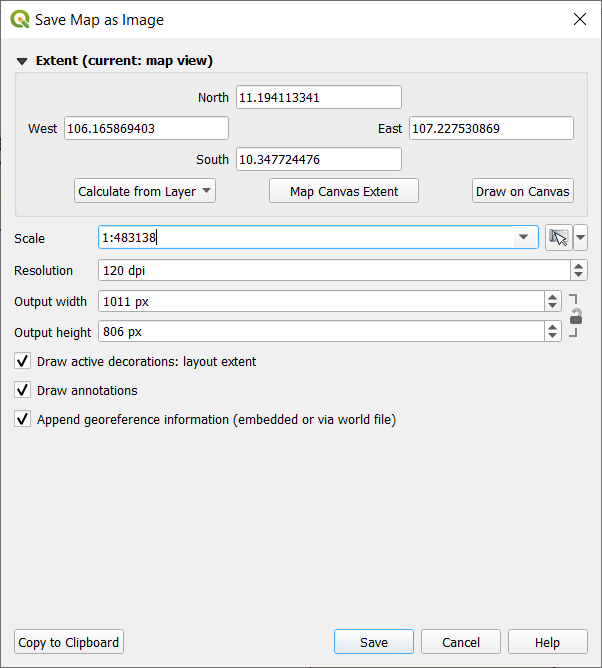 Save Map as Image
Extent (current: map view)
North 11.194113341
West 106.165869403 East 107.227530869
South 10.347724476
Calculate from Layer Map Canvas Extent Draw on Canvas
Scale 1:483138
Resolution 120 dpi
Output width 1011 px
Output height 806 px
Draw active decorations: layout extent
Draw annotations
Append georeference information (embedded or via world file)
Copy to Clipboard Save Cancel Help